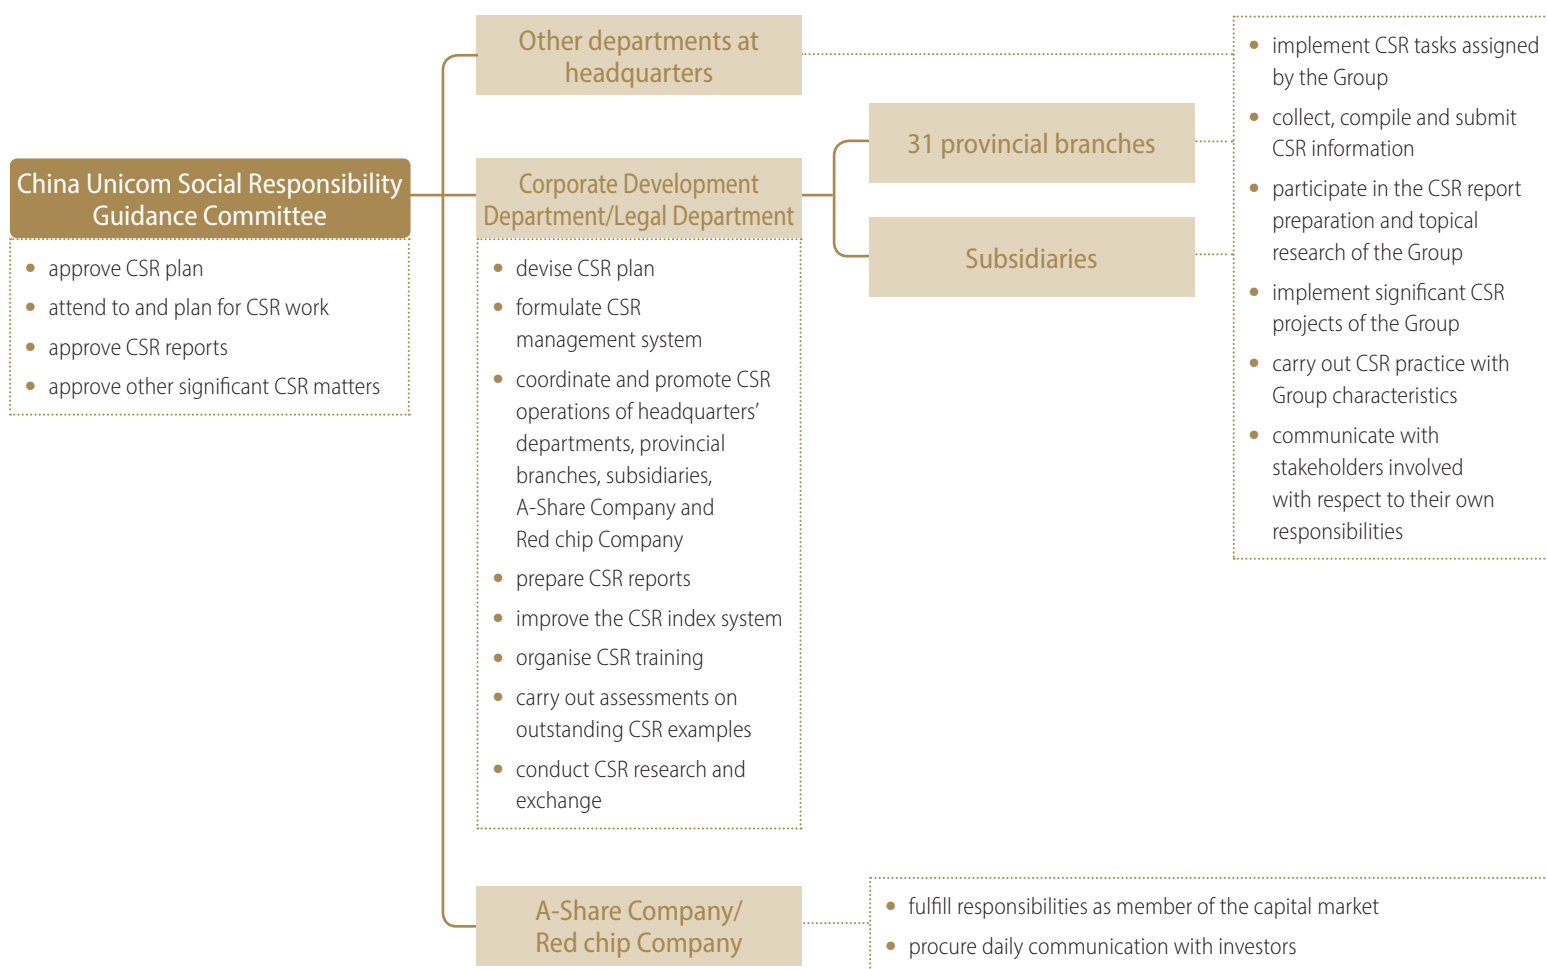 China Unicom Social Responsibility
Guidance Committee
• approve CSR plan
• attend to and plan for CSR work
• approve CSR reports
• approve other significant CSR matters
Other departments at
headquarters
Corporate Development
Department/Legal Department
• devise CSR plan
• formulate CSR
management system
• coordinate and promote CSR
operations of headquarters’
departments, provincial
branches, subsidiaries,
A-Share Company and
Red chip Company
• prepare CSR reports
• improve the CSR index system
• organise CSR training
• carry out assessments on
outstanding CSR examples
• conduct CSR research and
exchange
31 provincial branches
Subsidiaries
• implement CSR tasks assigned
by the Group
• collect, compile and submit
CSR information
• participate in the CSR report
preparation and topical
research of the Group
• implement significant CSR
projects of the Group
• carry out CSR practice with
Group characteristics
• communicate with
stakeholders involved
with respect to their own
responsibilities
A-Share Company/
Red chip Company
• fulfill responsibilities as member of the capital market
• procure daily communication with investors